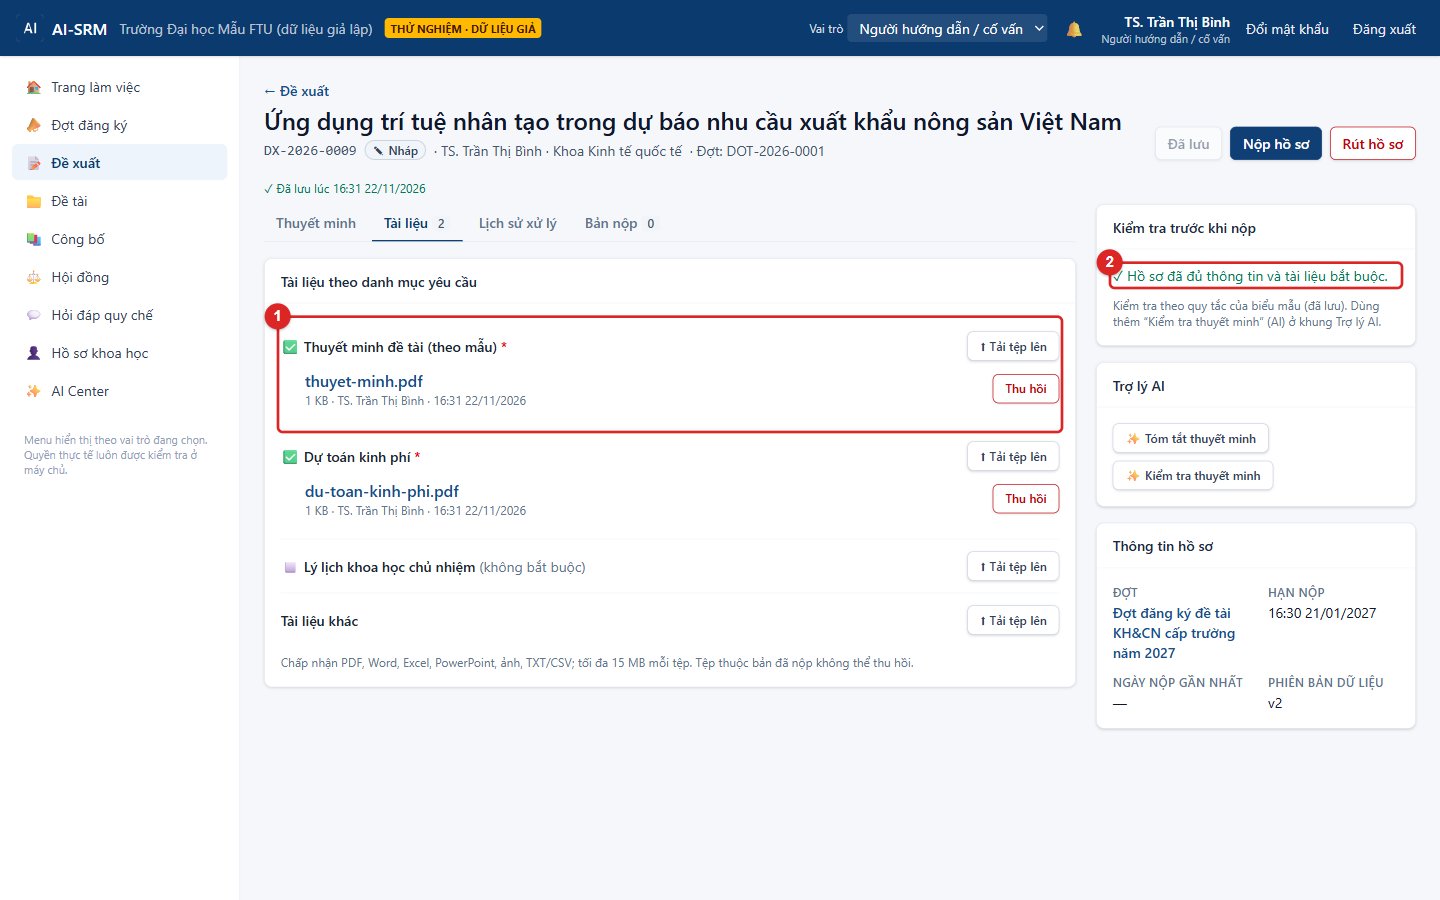 AI AI-SRM Trường Đại học Mẫu FTU (dữ liệu giả lập) THỬ NGHIỆM · DỮ LIỆU GIẢ
Vai trò Người hướng dẫn / cố vấn
TS. Trần Thị Bình
Người hướng dẫn / cố vấn
Đổi mật khẩu Đăng xuất
Trang làm việc
Đợt đăng ký
Đề xuất
Đề tài
Công bố
Hội đồng
Hỏi đáp quy chế
Hồ sơ khoa học
AI Center
Menu hiển thị theo vai trò đang chọn.
Quyền thực tế luôn được kiểm tra ở
máy chủ.
← Đề xuất
Ứng dụng trí tuệ nhân tạo trong dự báo nhu cầu xuất khẩu nông sản Việt Nam
DX-2026-0009 Nháp · TS. Trần Thị Bình · Khoa Kinh tế quốc tế · Đợt: DOT-2026-0001
Đã lưu Nộp hồ sơ Rút hồ sơ
✓ Đã lưu lúc 16:31 22/11/2026
Thuyết minh Tài liệu 2 Lịch sử xử lý Bản nộp 0
Tài liệu theo danh mục yêu cầu
1
Thuyết minh đề tài (theo mẫu) * ⬆ Tải tệp lên
thuyet-minh.pdf Thu hồi
1 KB · TS. Trần Thị Bình · 16:31 22/11/2026
Dự toán kinh phí * ⬆ Tải tệp lên
du-toan-kinh-phi.pdf Thu hồi
1 KB · TS. Trần Thị Bình · 16:31 22/11/2026
Lý lịch khoa học chủ nhiệm (không bắt buộc) ⬆ Tải tệp lên
Tài liệu khác ⬆ Tải tệp lên
Chấp nhận PDF, Word, Excel, PowerPoint, ảnh, TXT/CSV; tối đa 15 MB mỗi tệp. Tệp thuộc bản đã nộp không thể thu hồi.
Kiểm tra trước khi nộp
2
✓ Hồ sơ đã đủ thông tin và tài liệu bắt buộc.
Kiểm tra theo quy tắc của biểu mẫu (đã lưu). Dùng
thêm “Kiểm tra thuyết minh” (AI) ở khung Trợ lý AI.
Trợ lý AI
Tóm tắt thuyết minh
Kiểm tra thuyết minh
Thông tin hồ sơ
ĐỢT HẠN NỘP
Đợt đăng ký đề tài 16:30 21/01/2027
KH&CN cấp trường
năm 2027
NGÀY NỘP GẦN NHẤT PHIÊN BẢN DỮ LIỆU
— v2